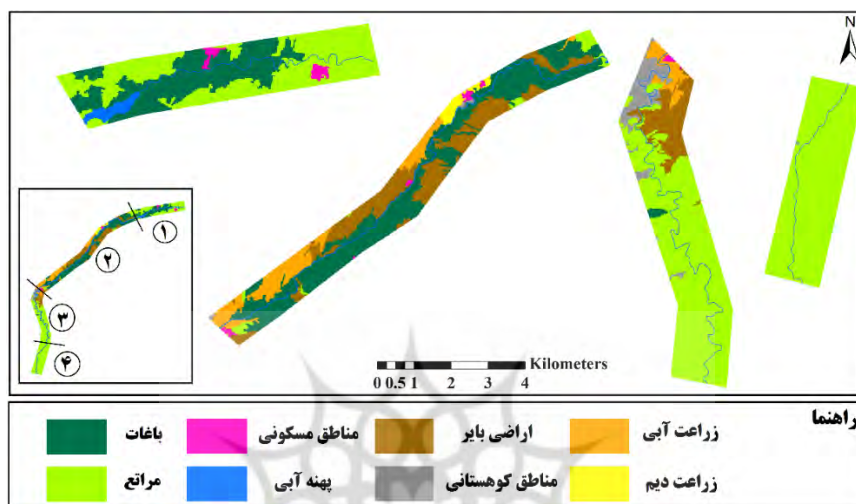 N
۱
۲
۳
۴
Kilometers
0 0.5 1 2 3 4
راهنما
زراعت آبی
اراضی بایر
مناطق مسکونی
باغات
زراعت دیم
مناطق کوهستانی
پهنه آبی
مراتع